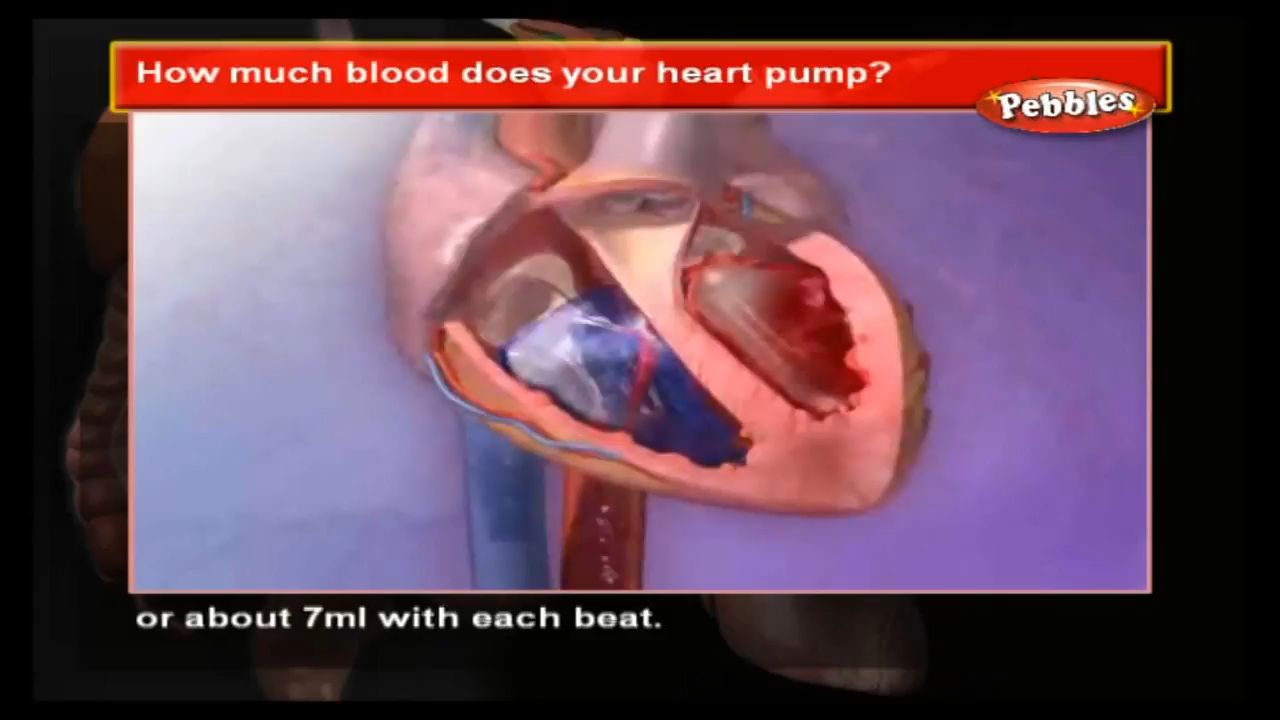 How much blood does your heart pump?
Pebbles
or about 7ml with each beat.